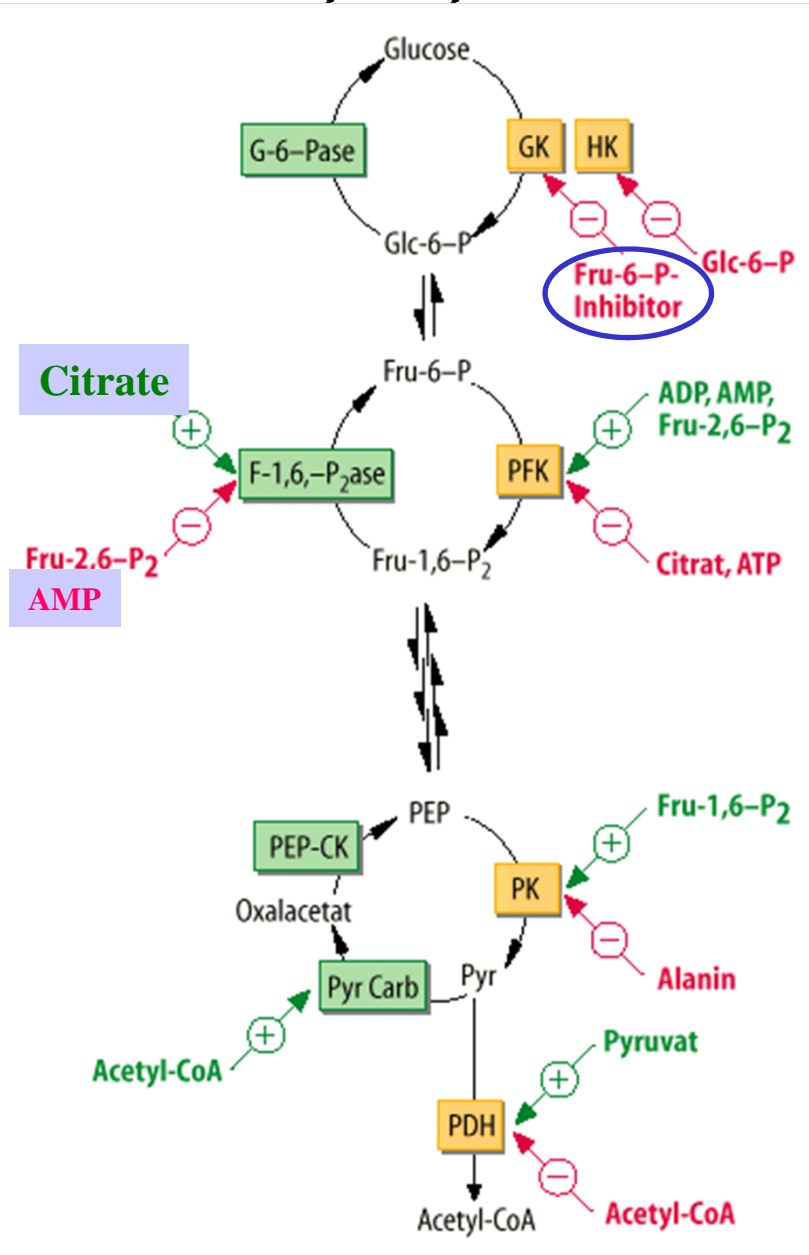 Glucose
G-6–Pase
GK
HK
Glc-6–P
Glc-6–P
Fru-6–P-
Inhibitor
Citrate
Fru-6–P
ADP, AMP,
Fru-2,6–P₂
F-1,6,–P₂ase
PFK
Fru-2,6–P₂
Fru-1,6–P₂
Citrat, ATP
AMP
PEP
Fru-1,6–P₂
PEP-CK
PK
Oxalacetat
Pyr Carb
Pyr
Alanin
Acetyl-CoA
Pyruvat
PDH
Acetyl-CoA
Acetyl-CoA